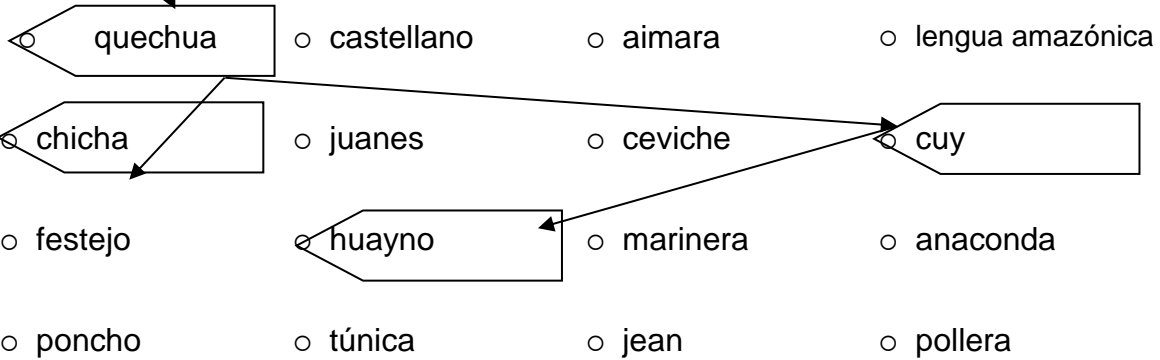 ○ quechua ○ castellano ○ aimara ○ lengua amazónica
○ chicha ○ juanes ○ ceviche ○ cuy
○ festejo ○ huayno ○ marinera ○ anaconda
○ poncho ○ túnica ○ jean ○ pollera